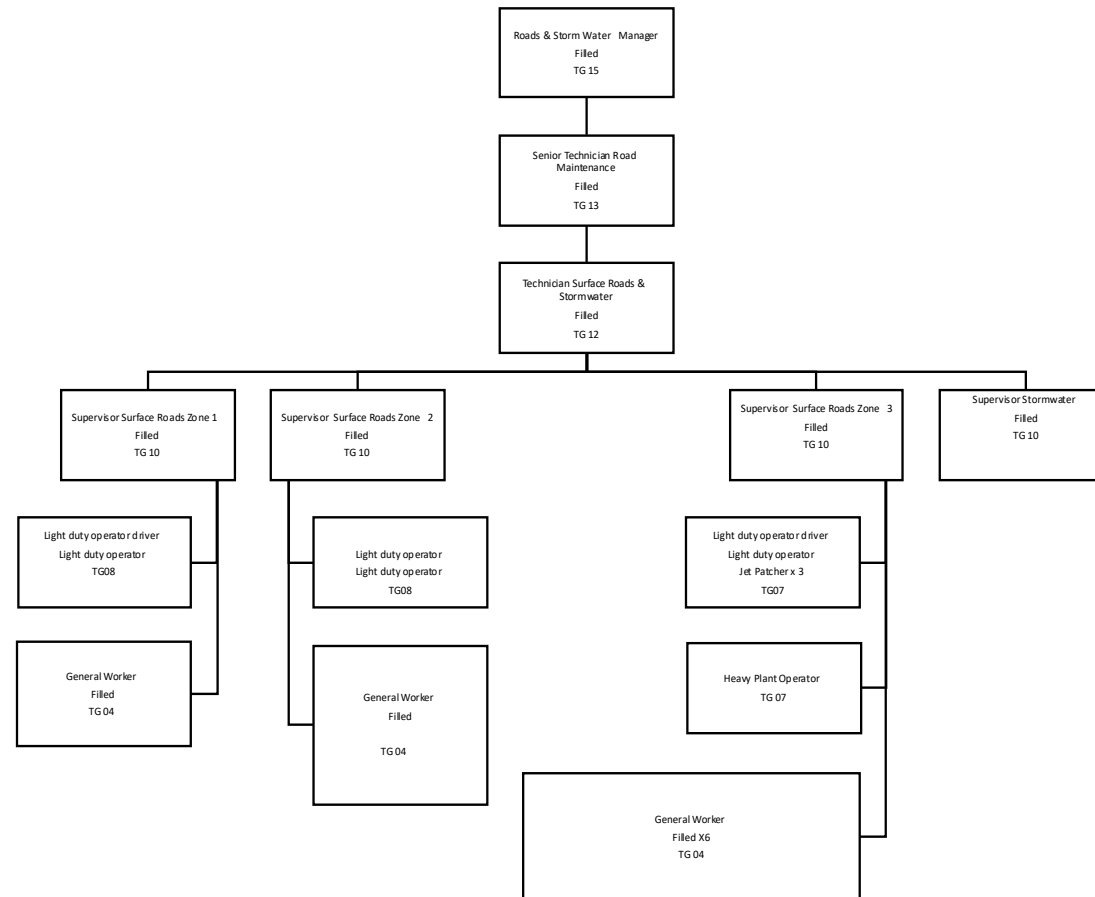 Roads & Storm Water Manager
Filled
TG 15
Senior Technician Road
Maintenance
Filled
TG 13
Technician Surface Roads &
Stormwater
Filled
TG 12
Supervisor Surface Roads Zone 1
Filled
TG 10
Supervisor Surface Roads Zone 2
Filled
TG 10
Supervisor Surface Roads Zone 3
Filled
TG 10
Supervisor Stormwater
Filled
TG 10
Light duty operator driver
Light duty operator
TG08
Light duty operator
Light duty operator
TG08
Light duty operator driver
Light duty operator
Jet Patcher x 3
TG07
General Worker
Filled
TG 04
General Worker
Filled
TG 04
Heavy Plant Operator
TG 07
General Worker
Filled X6
TG 04